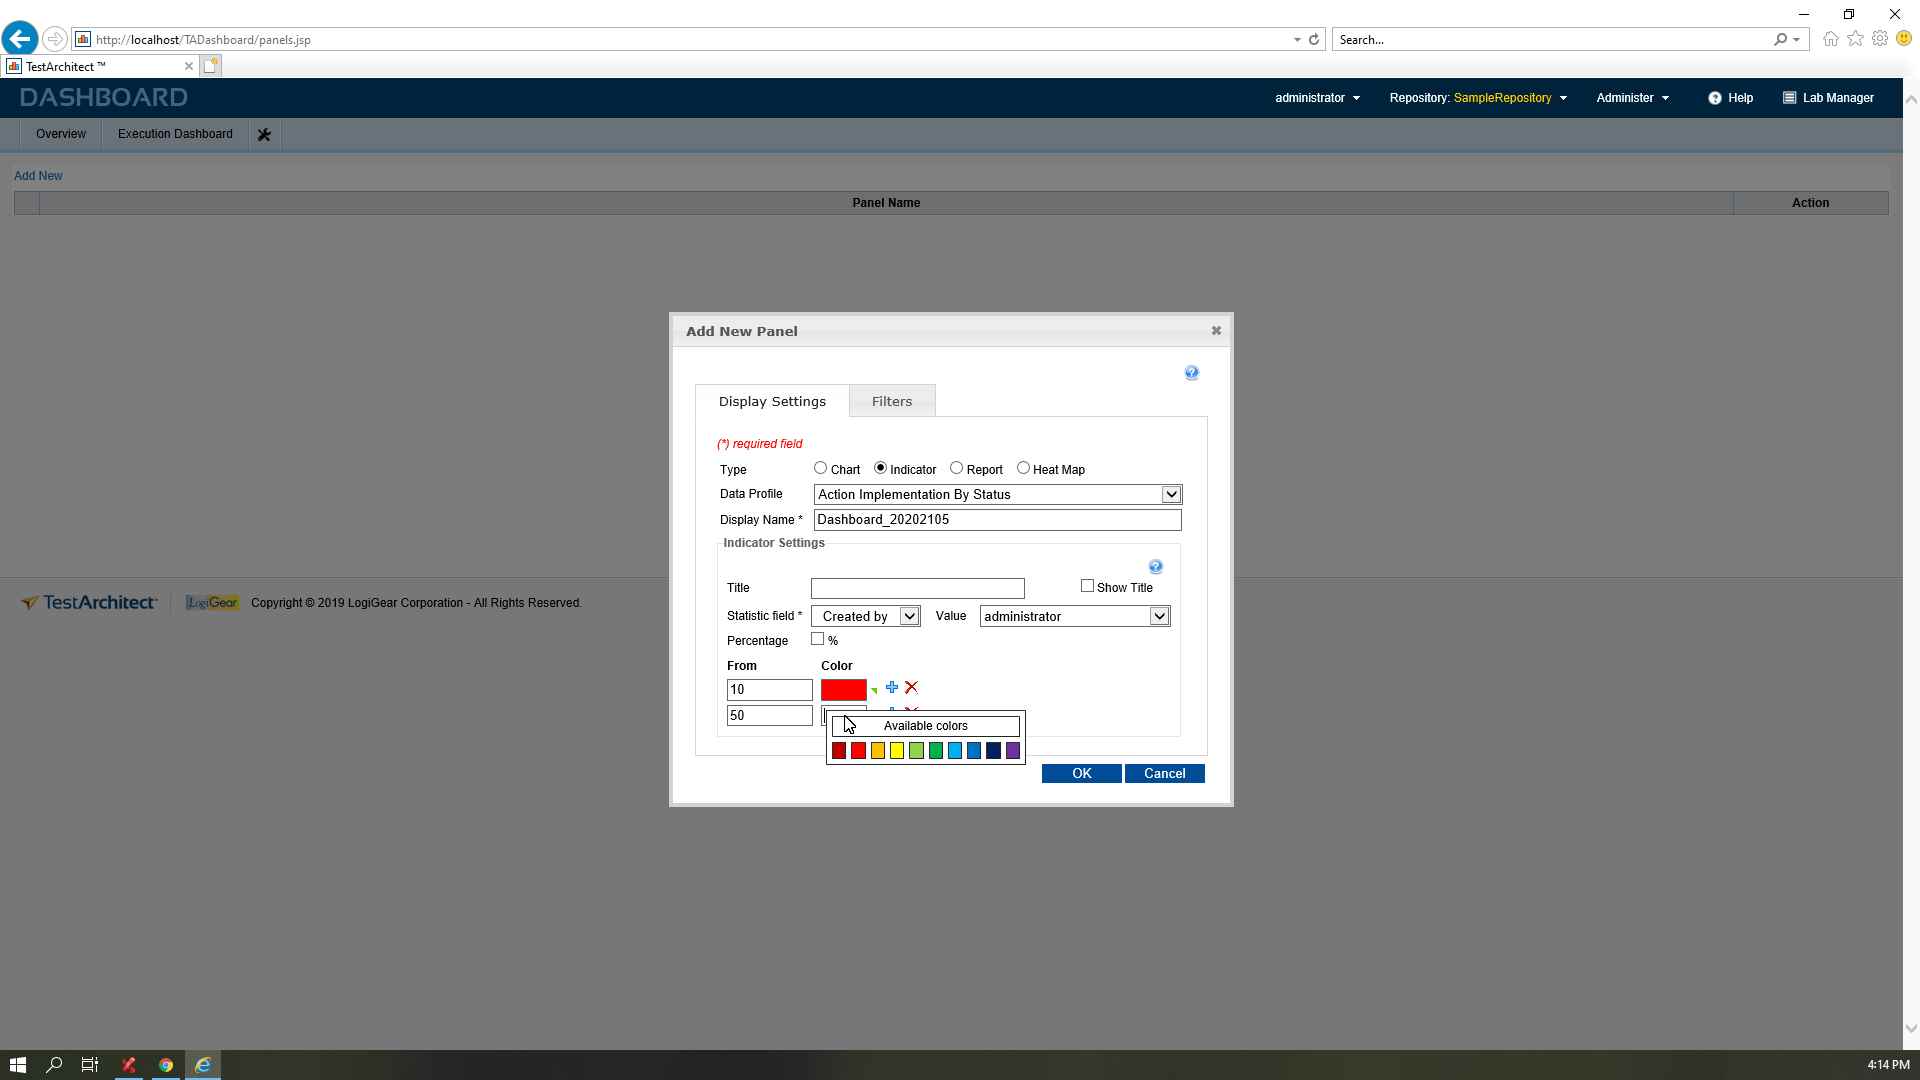 http://localhost/TADashboard/panels.jsp
Search...
TestArchitect ™
DASHBOARD
administrator
Repository: SampleRepository
Administer
Help
Lab Manager
Overview
Execution Dashboard
Add New
Panel Name
Action
Add New Panel
Display Settings
Filters
(*) required field
Type
Chart
Indicator
Report
Heat Map
Data Profile
Action Implementation By Status
Display Name *
Dashboard_20202105
Indicator Settings
Title
Show Title
Statistic field *
Created by
Value
administrator
Percentage
%
From
Color
10
50
Available colors
OK
Cancel
TestArchitect
LogiGear
Copyright © 2019 LogiGear Corporation - All Rights Reserved.
4:14 PM